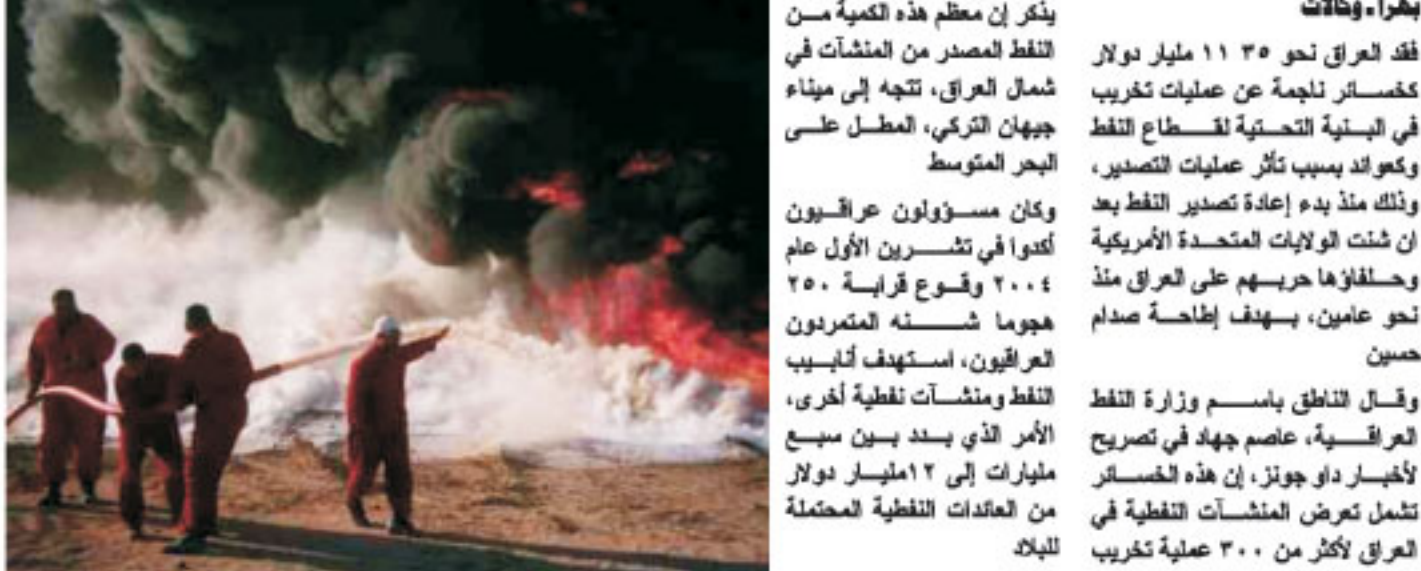 بهرا ـ وكالات
فقد العراق نحو ٣٥ ١١ مليار دولار
كخسائر ناجمة عن عمليات تخريب
في البنية التحتية لقطاع النفط
وكعوائد بسبب تأثر عمليات التصدير،
وذلك منذ بدء إعادة تصدير النفط بعد
ان شنت الولايات المتحدة الأمريكية
وحلفاؤها حربهم على العراق منذ
نحو عامين، بهدف إطاحة صدام
حسين
وقال الناطق باسم وزارة النفط
العراقية، عاصم جهاد في تصريح
لأخبار داو جونز، إن هذه الخسائر
تشمل تعرض المنشآت النفطية في
العراق لأكثر من ٣٠٠ عملية تخريب
يذكر إن معظم هذه الكمية من
النفط المصدر من المنشآت في
شمال العراق، تتجه إلى ميناء
جيهان التركي، المطل على
البحر المتوسط
وكان مسؤولون عراقيون
أكدوا في تشرين الأول عام
٢٠٠٤ وقوع قرابة ٢٥٠
هجوما شنه المتمردون
العراقيون، استهدف أنابيب
النفط ومنشآت نفطية أخرى،
الأمر الذي بدد بين سبع
مليارات إلى ١٢مليار دولار
من العائدات النفطية المحتملة
للبلاد